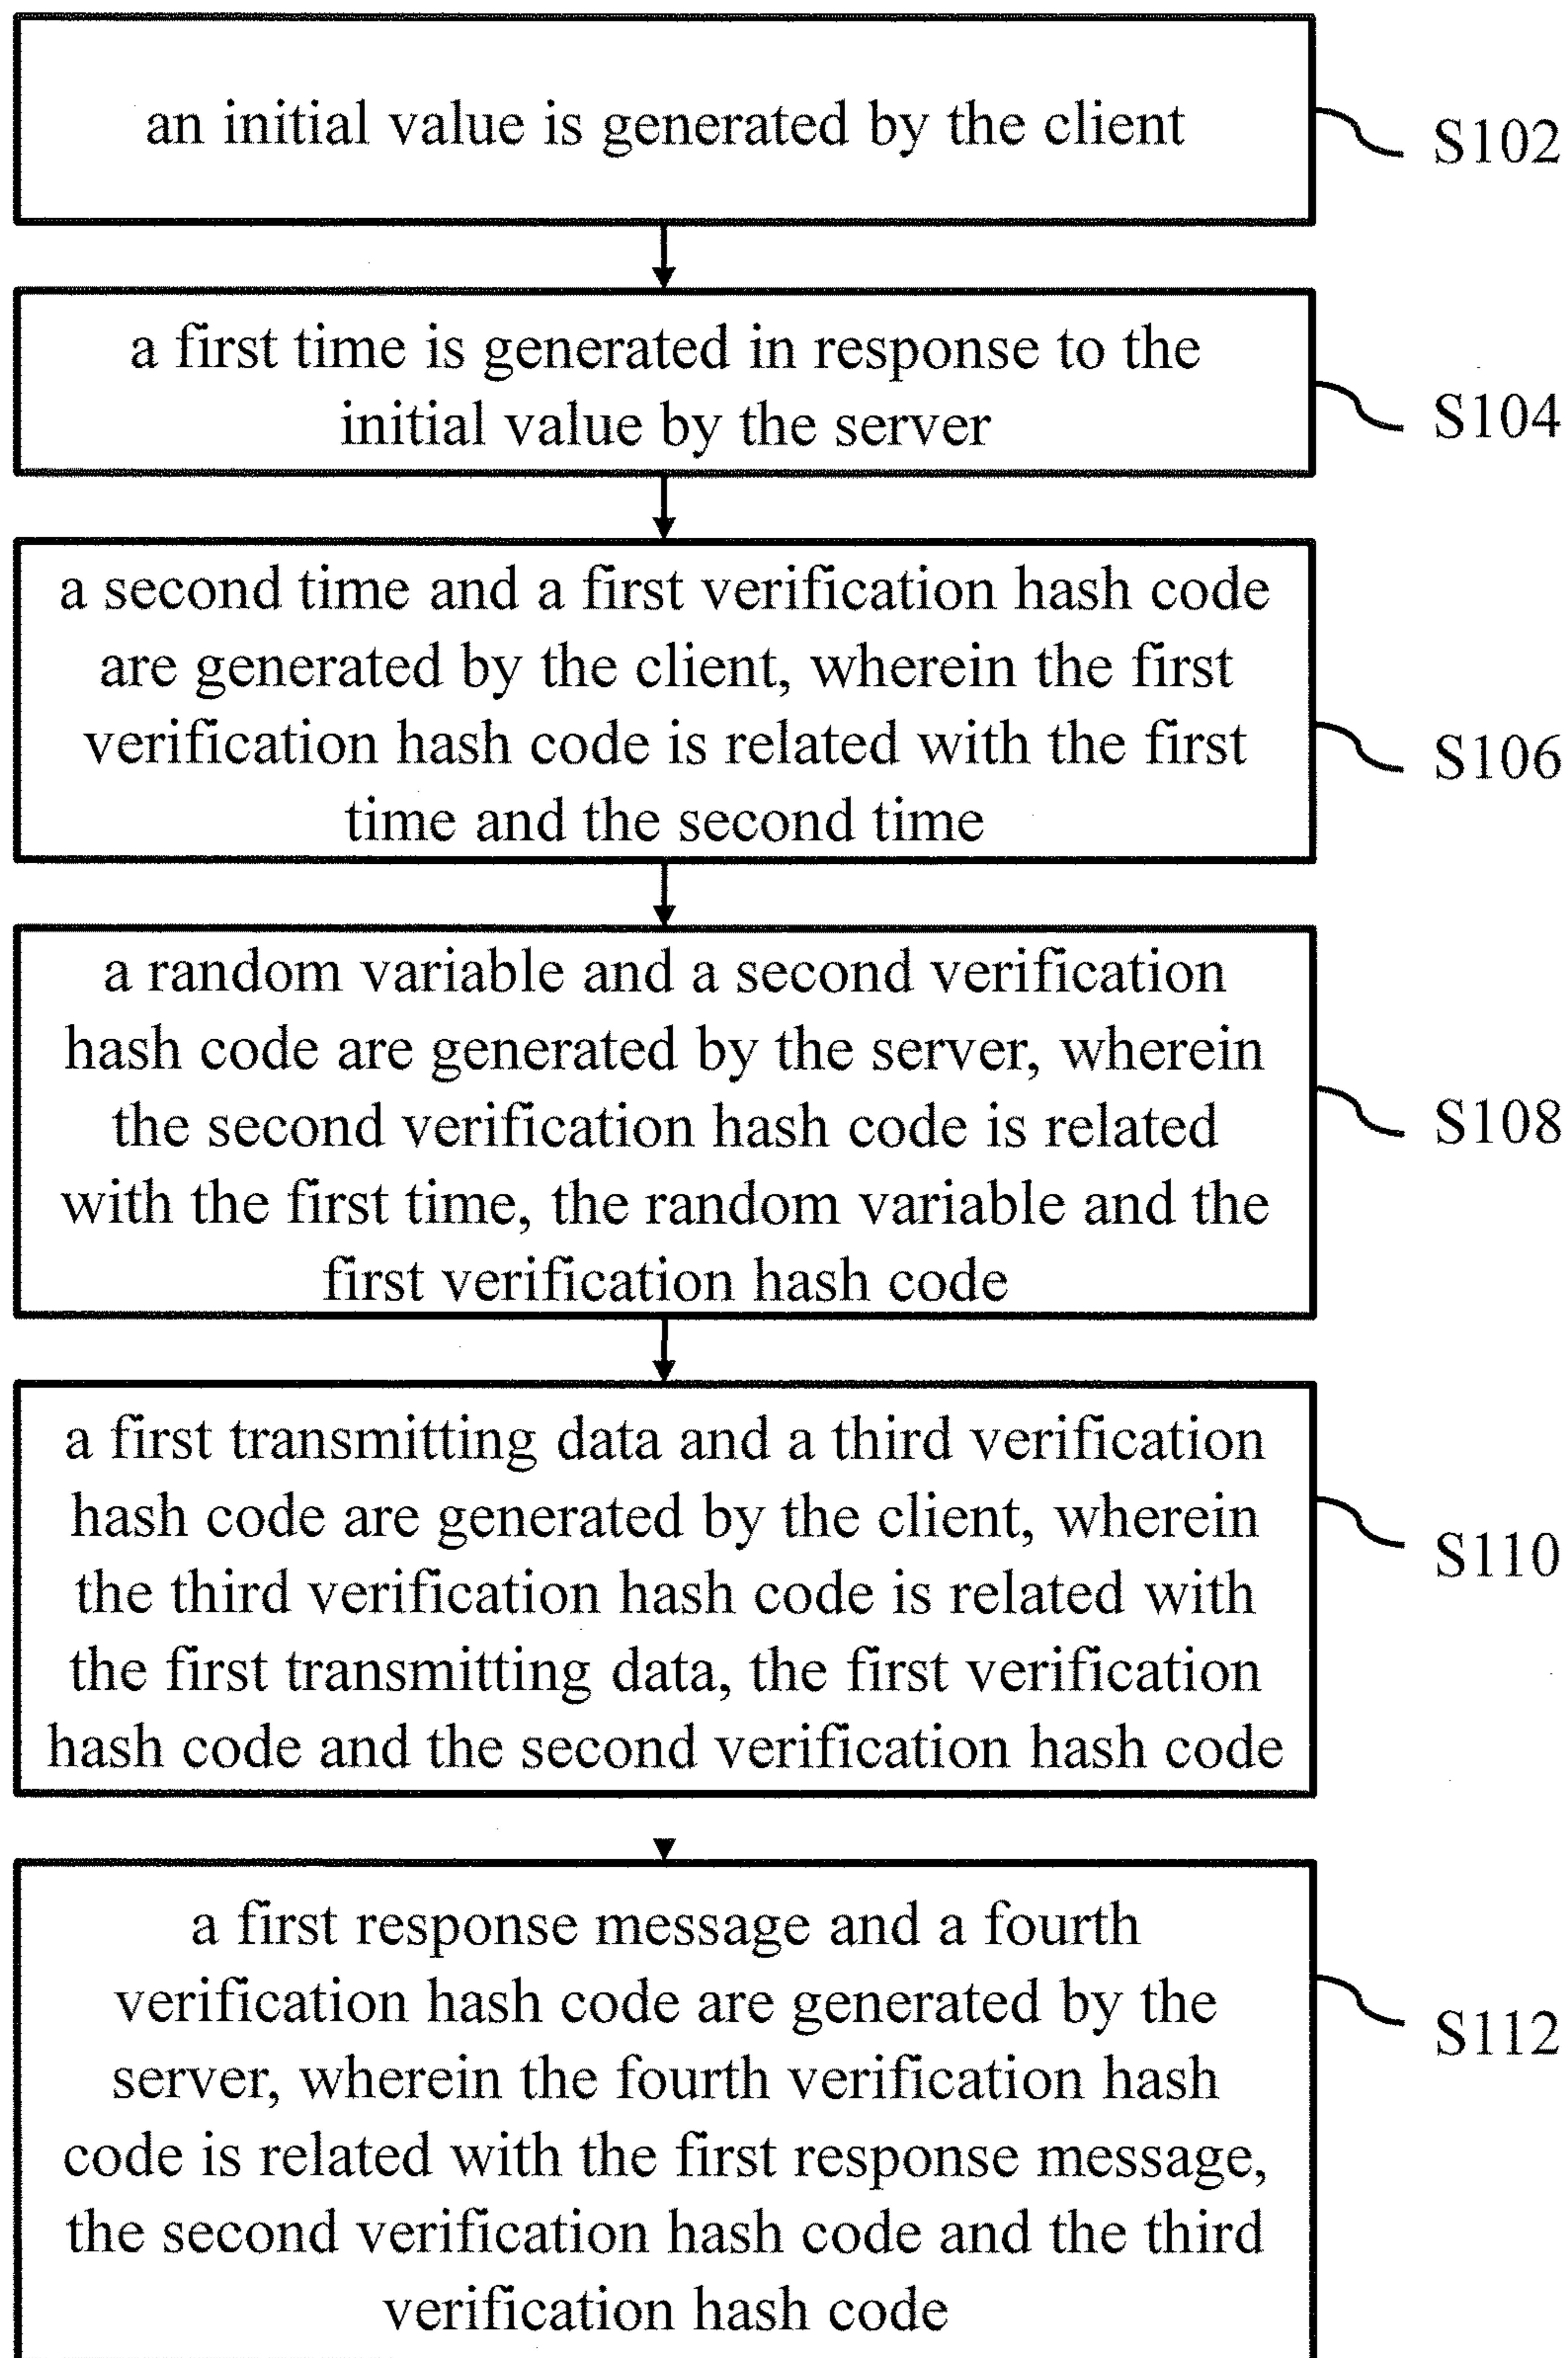 an initial value is generated by the client
S102
a first time is generated in response to the
initial value by the server
S104
a second time and a first verification hash code
are generated by the client, wherein the first
verification hash code is related with the first
time and the second time
S106
a random variable and a second verification
hash code are generated by the server, wherein
the second verification hash code is related
with the first time, the random variable and the
first verification hash code
S108
a first transmitting data and a third verification
hash code are generated by the client, wherein
the third verification hash code is related with
the first transmitting data, the first verification
hash code and the second verification hash code
S110
a first response message and a fourth
verification hash code are generated by the
server, wherein the fourth verification hash
code is related with the first response message,
the second verification hash code and the third
verification hash code
S112